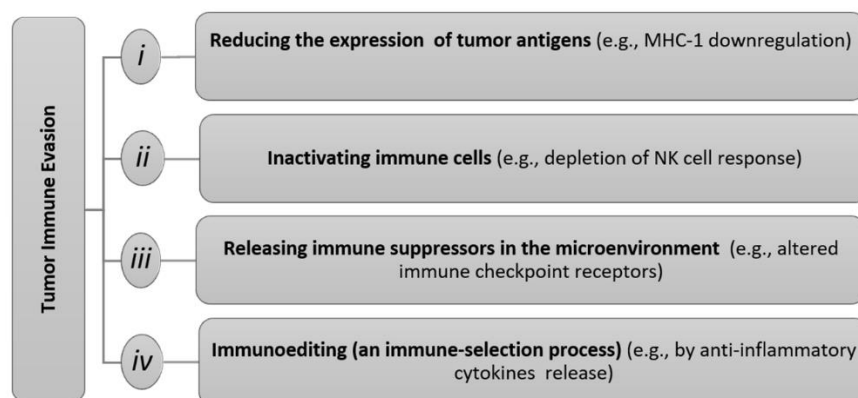 Tumor Immune Evasion
i
Reducing the expression of tumor antigens (e.g., MHC-1 downregulation)
ii
Inactivating immune cells (e.g., depletion of NK cell response)
iii
Releasing immune suppressors in the microenvironment (e.g., altered
immune checkpoint receptors)
iv
Immunoediting (an immune-selection process) (e.g., by anti-inflammatory
cytokines release)